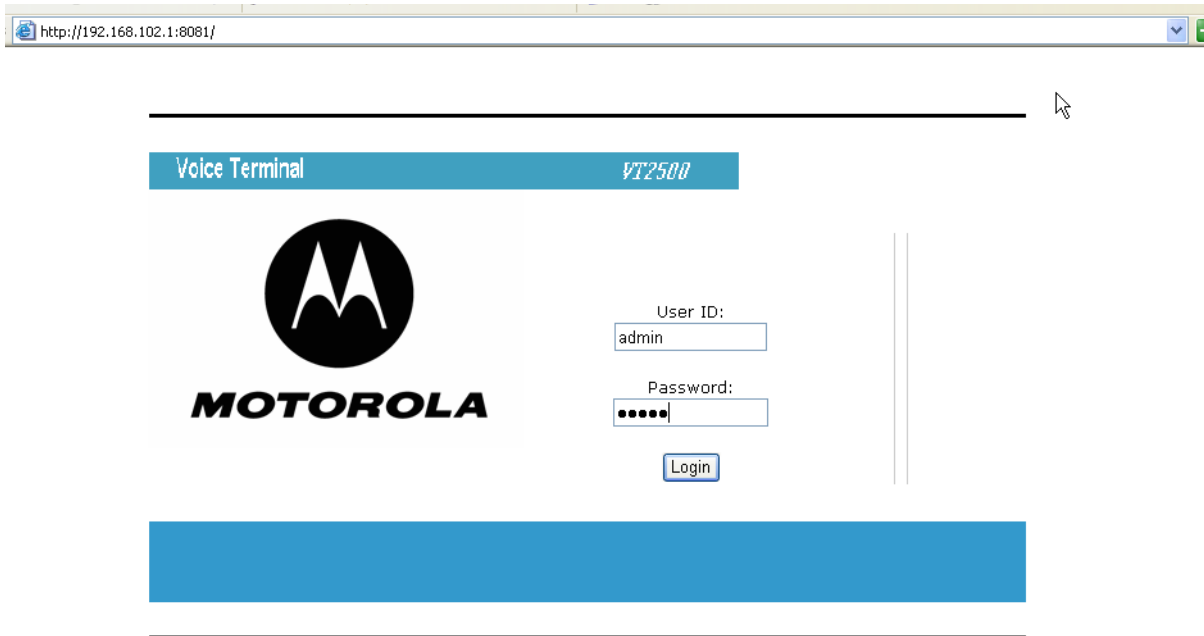 http://192.168.102.1:8081/
Voice Terminal
VT2500
User ID:
admin
MOTOROLA
Password:
•••••
Login